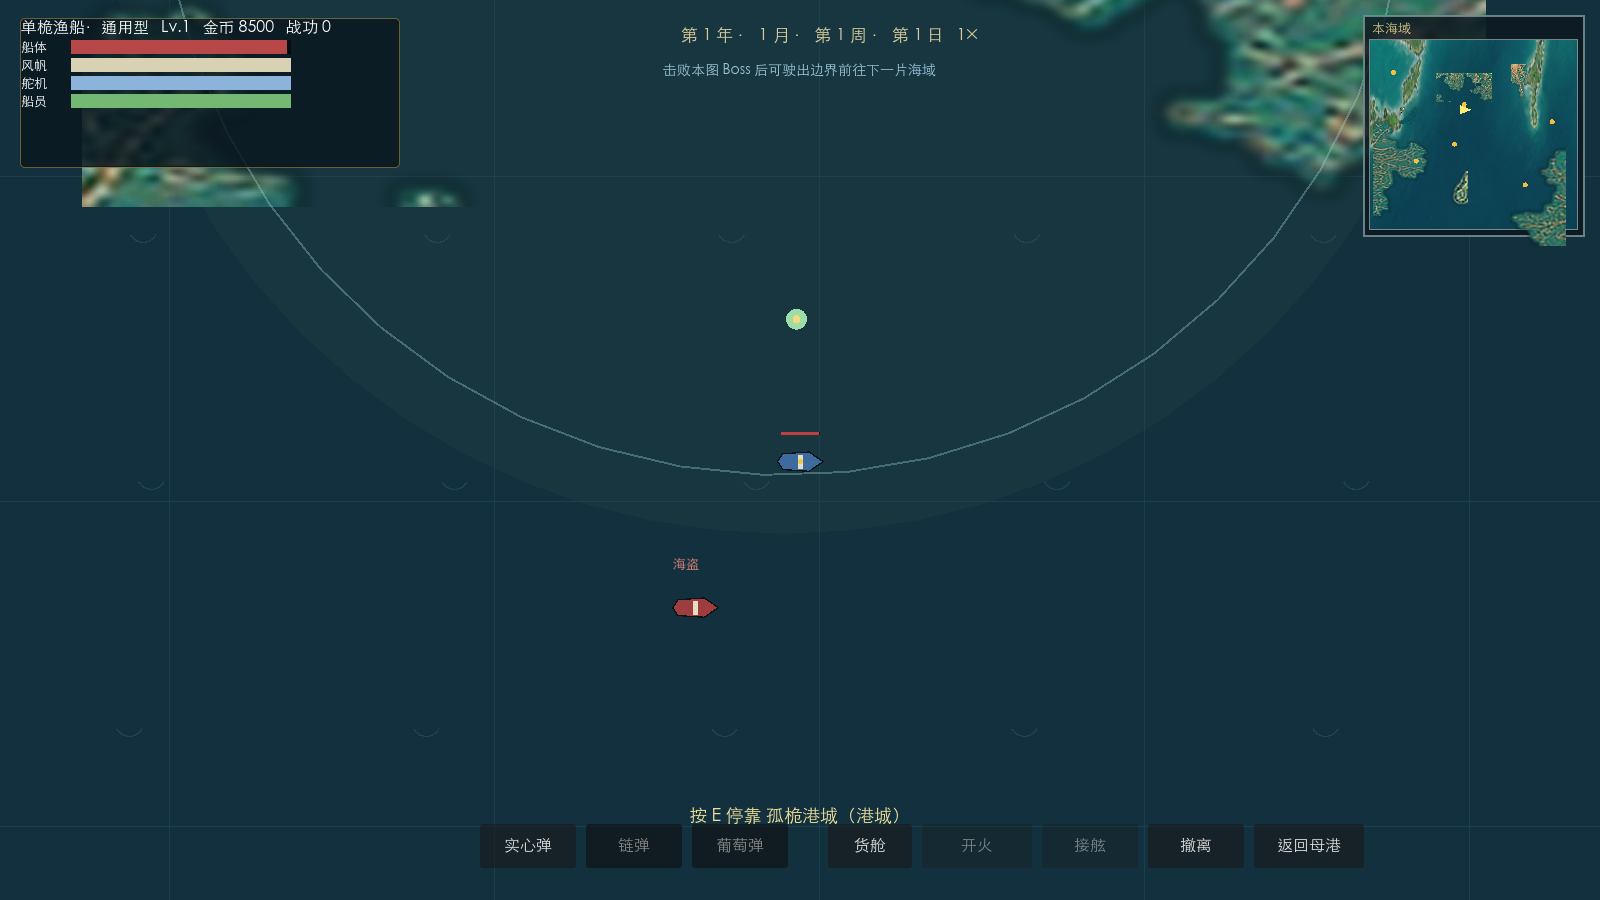 单桅渔船· 通用型 Lv.1 金币 8500 战功 0
船体
风帆
舵机
船员
第 1 年 · 1 月 · 第 1 周 · 第 1 日 1×
击败本图 Boss 后可驶出边界前往下一片海域
本海域
海盗
按 E 停靠 孤桅港城（港城）
实心弹 链弹 葡萄弹 货舱 开火 接舷 撤离 返回母港